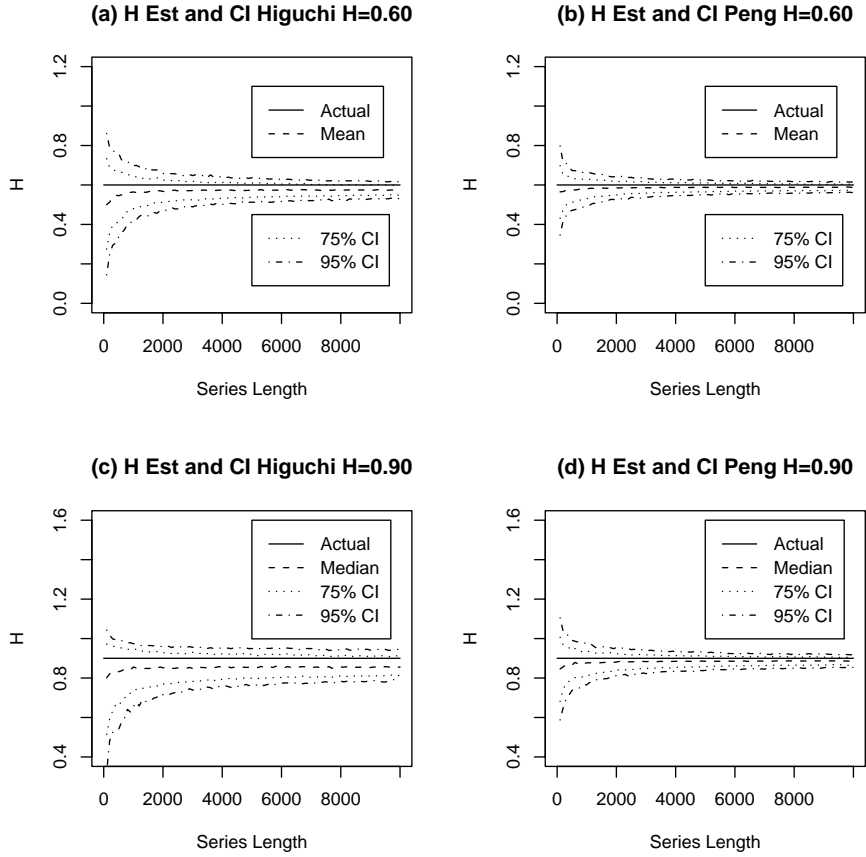 (a) H Est and CI Higuchi H=0.60
H
0.0 0.4 0.8 1.2
Actual
Mean
75% CI
95% CI
0 2000 4000 6000 8000
Series Length
(b) H Est and CI Peng H=0.60
H
0.0 0.4 0.8 1.2
Actual
Mean
75% CI
95% CI
0 2000 4000 6000 8000
Series Length
(c) H Est and CI Higuchi H=0.90
H
0.4 0.8 1.2 1.6
Actual
Median
75% CI
95% CI
0 2000 4000 6000 8000
Series Length
(d) H Est and CI Peng H=0.90
H
0.4 0.8 1.2 1.6
Actual
Median
75% CI
95% CI
0 2000 4000 6000 8000
Series Length